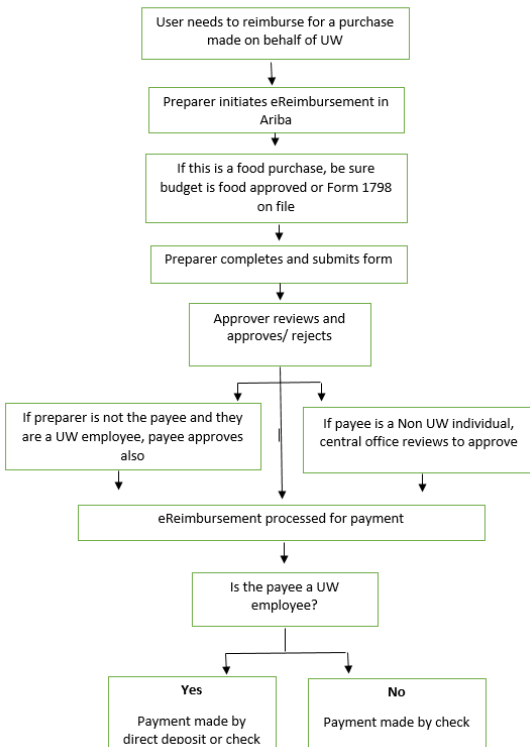 User needs to reimburse for a purchase
made on behalf of UW
Preparer initiates eReimbursement in
Ariba
If this is a food purchase, be sure
budget is food approved or Form 1798
on file
Preparer completes and submits form
Approver reviews and
approves/ rejects
If preparer is not the payee and they
are a UW employee, payee approves
also
If payee is a Non UW individual,
central office reviews to approve
eReimbursement processed for payment
Is the payee a UW
employee?
Yes
Payment made by
direct deposit or check
No
Payment made by check